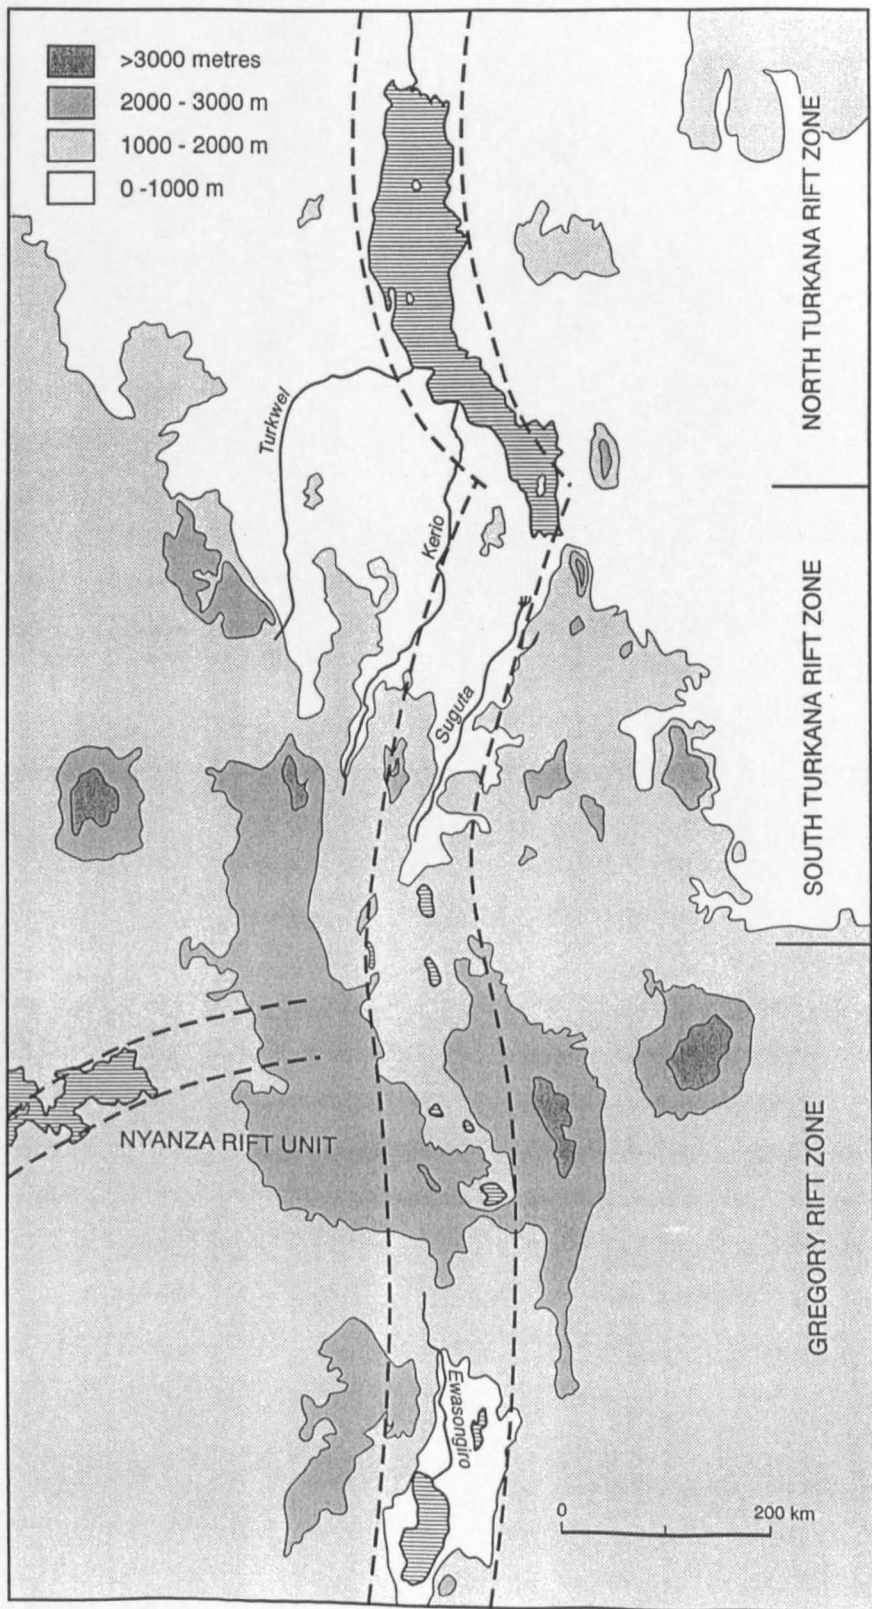 >3000 metres
2000 - 3000 m
1000 - 2000 m
0 -1000 m
NORTH TURKANA RIFT ZONE
Turkwel
Kerio
Suguta
SOUTH TURKANA RIFT ZONE
NYANZA RIFT UNIT
GREGORY RIFT ZONE
Ewasongiro
0
200 km